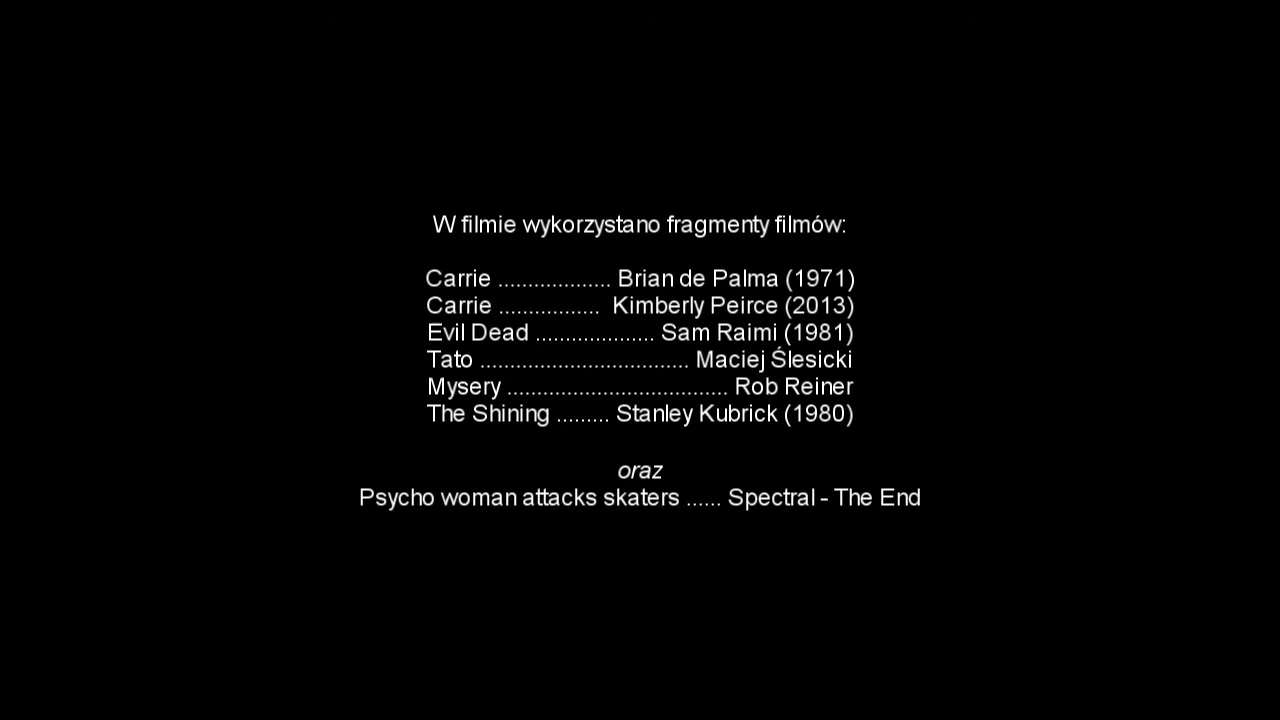 W filmie wykorzystano fragmenty filmów:
Carrie ................... Brian de Palma (1971)
Carrie ................. Kimberly Peirce (2013)
Evil Dead .................... Sam Raimi (1981)
Tato ................................... Maciej Ślesicki
Mysery ..................................... Rob Reiner
The Shining ......... Stanley Kubrick (1980)
oraz
Psycho woman attacks skaters ...... Spectral - The End